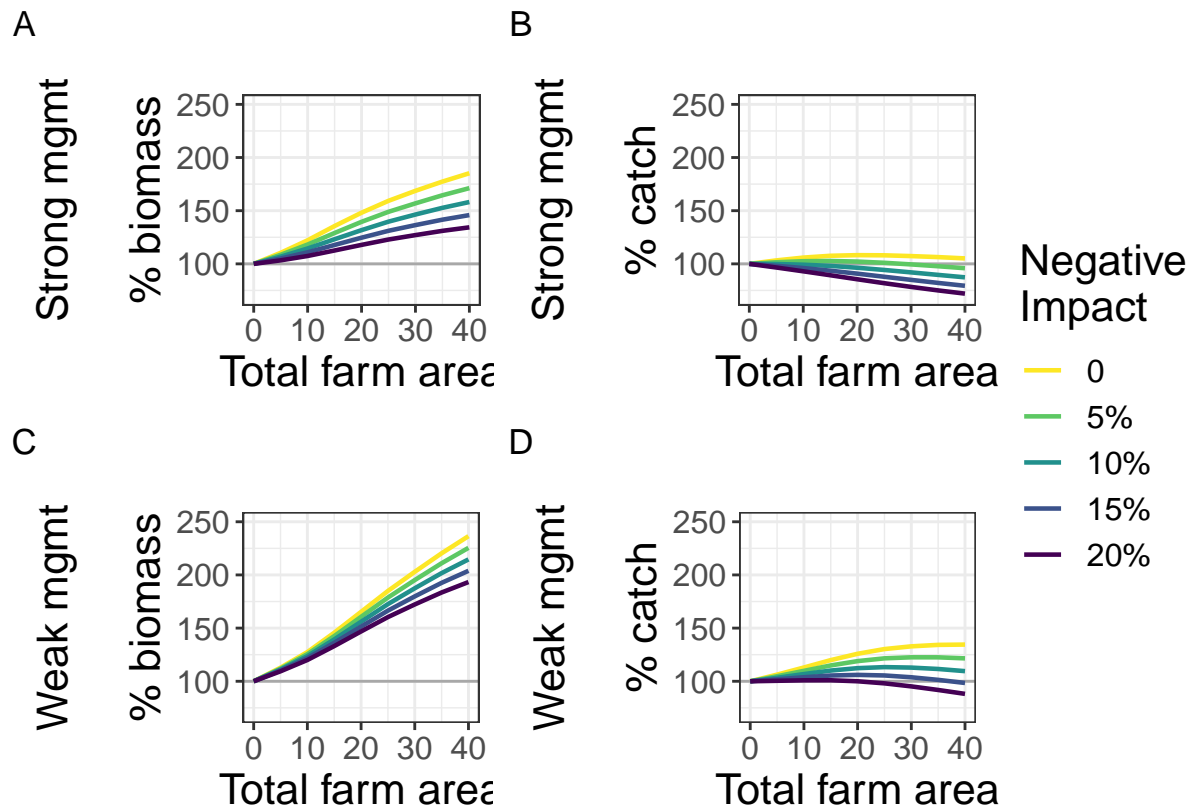 A
Strong mgmt
% biomass
250
200
150
100
0 10 20 30 40
Total farm area
B
Strong mgmt
% catch
250
200
150
100
0 10 20 30 40
Total farm area
C
Weak mgmt
% biomass
250
200
150
100
0 10 20 30 40
Total farm area
D
Weak mgmt
% catch
250
200
150
100
0 10 20 30 40
Total farm area
Negative
Impact
0
5%
10%
15%
20%